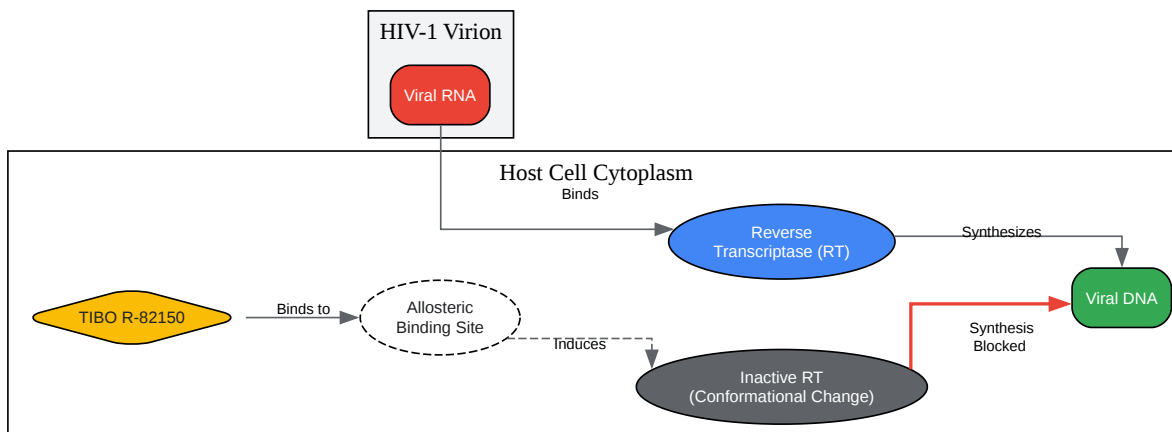 HIV-1 Virion
Viral RNA
Host Cell Cytoplasm
Binds
Reverse
Transcriptase (RT)
Synthesizes
Viral DNA
TIBO R-82150
Binds to
Allosteric
Binding Site
Induces
Synthesis
Blocked
Inactive RT
(Conformational Change)